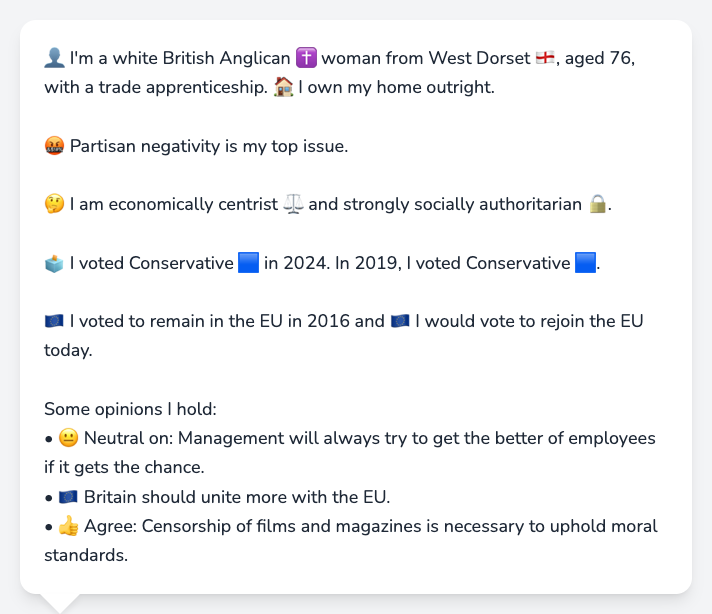 👤 I'm a white British Anglican ✝️ woman from West Dorset 🏴󠁧󠁢󠁥󠁮󠁧󠁿, aged 76,
with a trade apprenticeship. 🏠 I own my home outright.
🤬 Partisan negativity is my top issue.
🤔 I am economically centrist ⚖️ and strongly socially authoritarian 🔒.
🗳️ I voted Conservative 🟦 in 2024. In 2019, I voted Conservative 🟦.
🇪🇺 I voted to remain in the EU in 2016 and 🇪🇺 I would vote to rejoin the EU
today.
Some opinions I hold:
• 😐 Neutral on: Management will always try to get the better of employees
if it gets the chance.
• 🇪🇺 Britain should unite more with the EU.
• 👍 Agree: Censorship of films and magazines is necessary to uphold moral
standards.